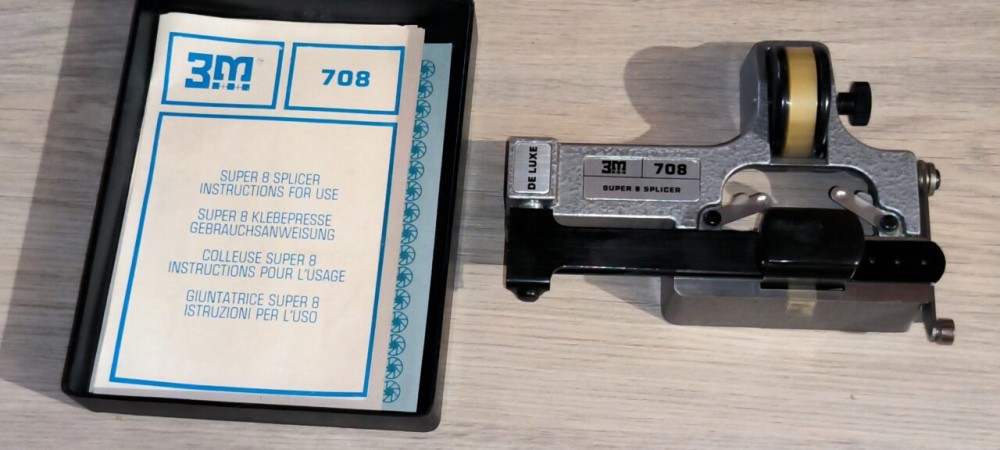 3m
708
SUPER 8 SPLICER
INSTRUCTIONS FOR USE
SUPER 8 KLEBEPRESSE
GEBRAUCHSANWEISUNG
COLLEUSE SUPER 8
INSTRUCTIONS POUR L'USAGE
GIUNTATRICE SUPER 8
ISTRUZIONI PER L'USO
DE LUXE
3m 708
SUPER 8 SPLICER